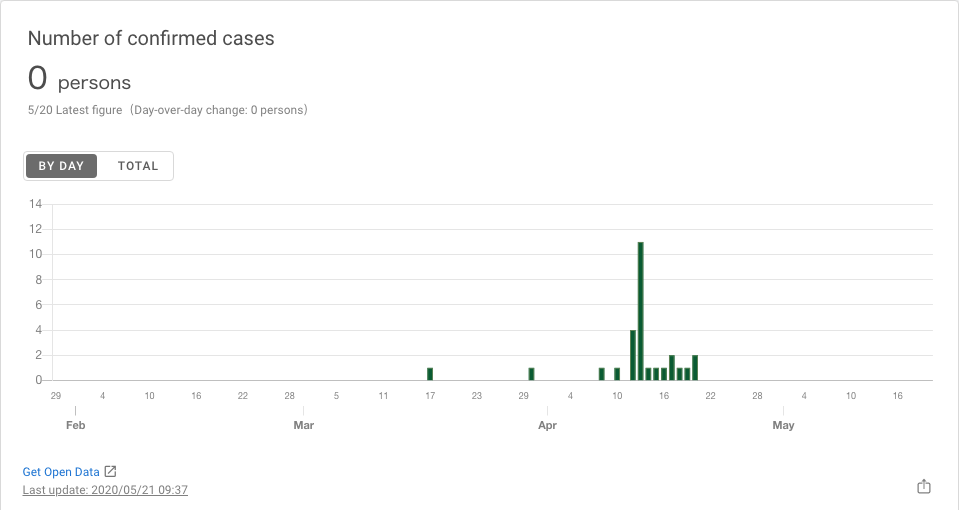 Number of confirmed cases
0 persons
5/20 Latest figure（Day-over-day change: 0 persons）
BY DAY TOTAL
14
12
10
8
6
4
2
0
29 4 10 16 22 28 5 11 17 23 29 4 10 16 22 28 4 10 16
Feb Mar Apr May
Get Open Data
Last update: 2020/05/21 09:37